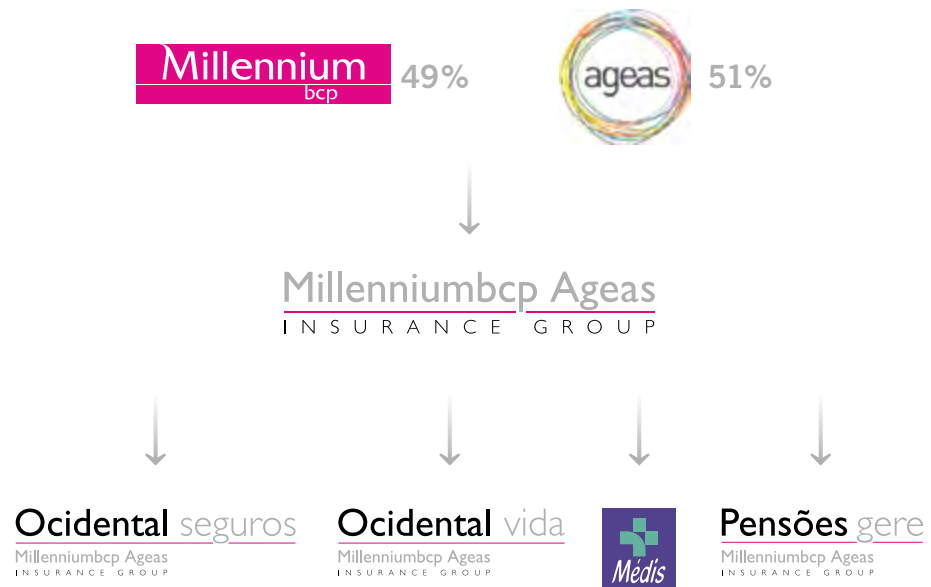 Millennium
bcp
49%
ageas
51%
Millenniumbcp Ageas
INSURANCE GROUP
Ocidental seguros
Millenniumbcp Ageas
INSURANCE GROUP
Ocidental vida
Millenniumbcp Ageas
INSURANCE GROUP
Médis
Pensões gere
Millenniumbcp Ageas
INSURANCE GROUP